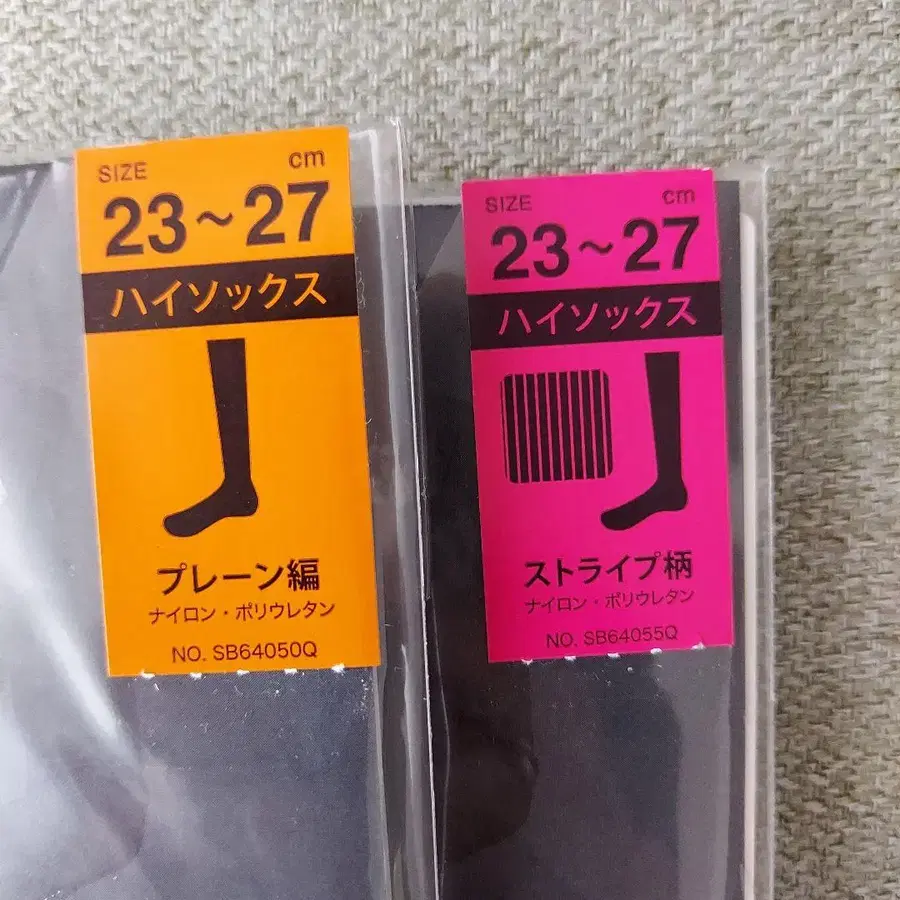 SIZE cm
23～27
ハイソックス
プレーン編
ナイロン・ポリウレタン
NO. SB64050Q
SIZE cm
23～27
ハイソックス
ストライプ柄
ナイロン・ポリウレタン
NO. SB64055Q